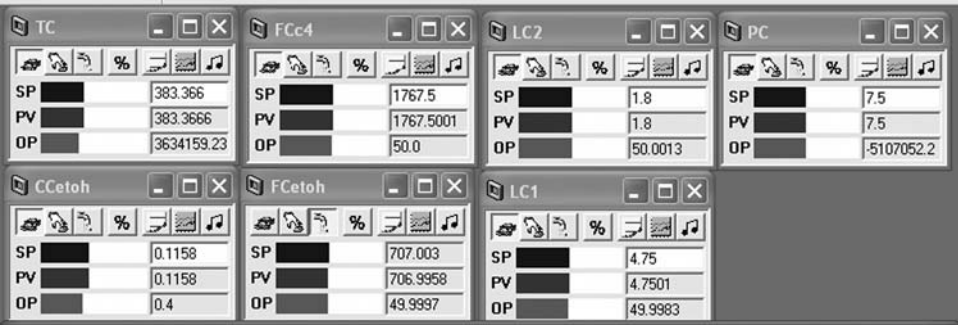 TC
%
SP 383.366
PV 383.3666
OP 3634159.23
FCc4
%
SP 1767.5
PV 1767.5001
OP 50.0
LC2
%
SP 1.8
PV 1.8
OP 50.0013
PC
%
SP 7.5
PV 7.5
OP -5107052.2
CCetoh
%
SP 0.1158
PV 0.1158
OP 0.4
FCetoh
%
SP 707.003
PV 706.9958
OP 49.9997
LC1
%
SP 4.75
PV 4.7501
OP 49.9983